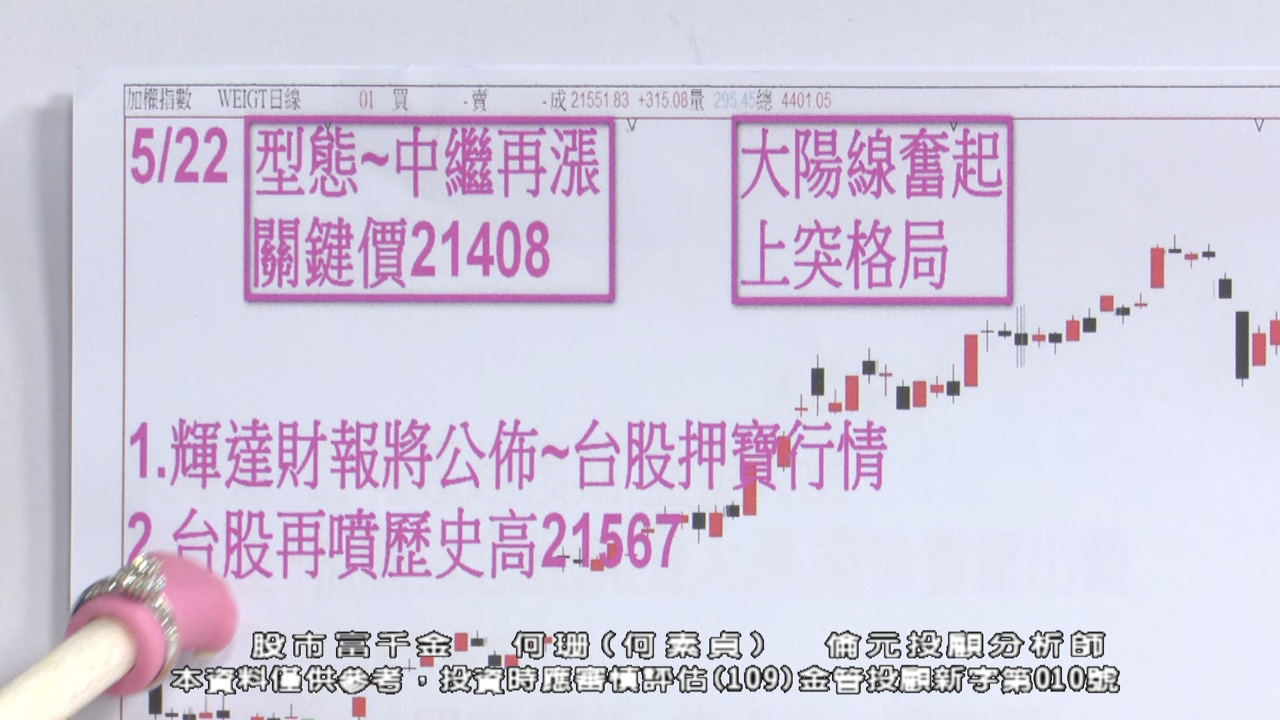 加權指數 WEIGT日線 01 買 -賣 -成 21551.83 +315.08量 295.45總 4401.05
5/22 型態~中繼再漲 大陽線奮起
關鍵價21408 上突格局
1.輝達財報將公佈~台股押寶行情
2.台股再噴歷史高21567
股市富千金 何珊(何素貞) 倫元投顧分析師
本資料僅供參考，投資時應審慎評估(109)金管投顧新字第010號